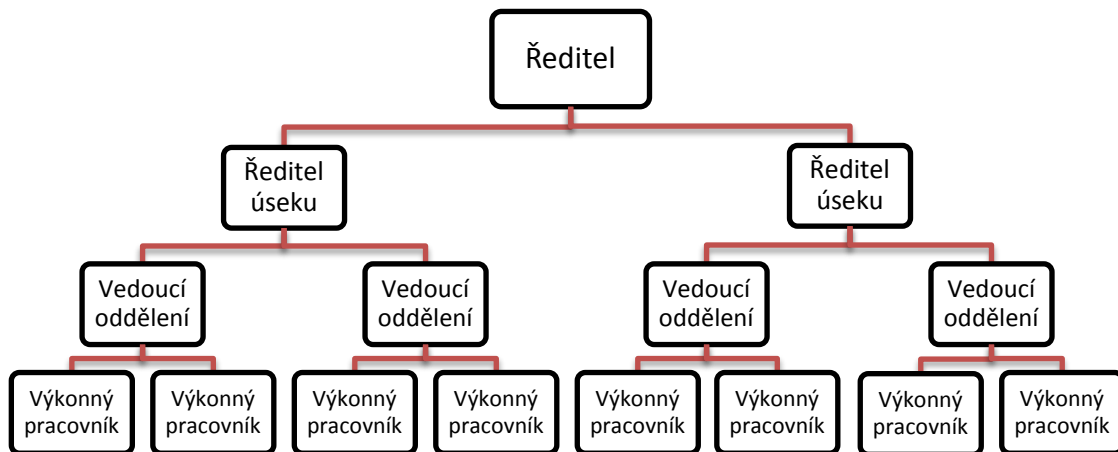 Ředitel
Ředitel
úseku
Ředitel
úseku
Vedoucí
oddělení
Vedoucí
oddělení
Vedoucí
oddělení
Vedoucí
oddělení
Výkonný
pracovník
Výkonný
pracovník
Výkonný
pracovník
Výkonný
pracovník
Výkonný
pracovník
Výkonný
pracovník
Výkonný
pracovník
Výkonný
pracovník